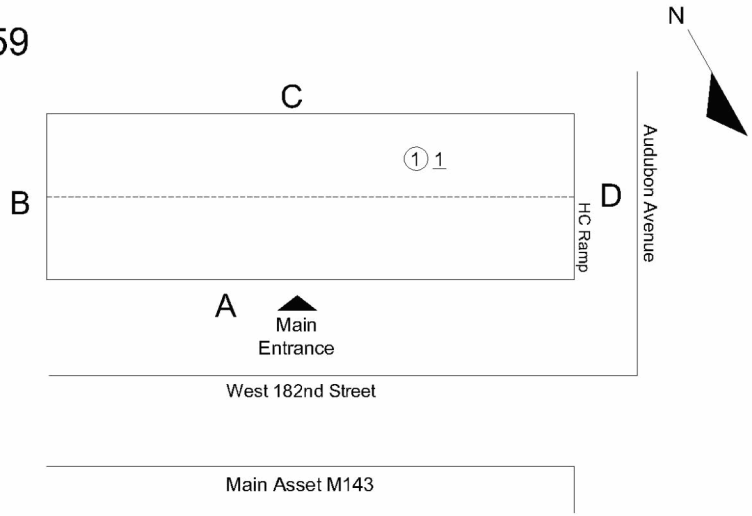 N
59
C
Audubon Avenue
1 1
B
D
HC Ramp
A
Main
Entrance
West 182nd Street
Main Asset M143